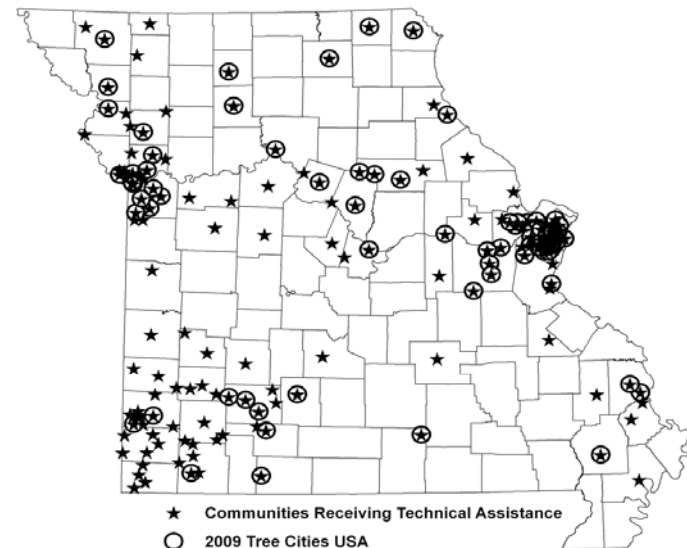 Communities Receiving Technical Assistance
2009 Tree Cities USA